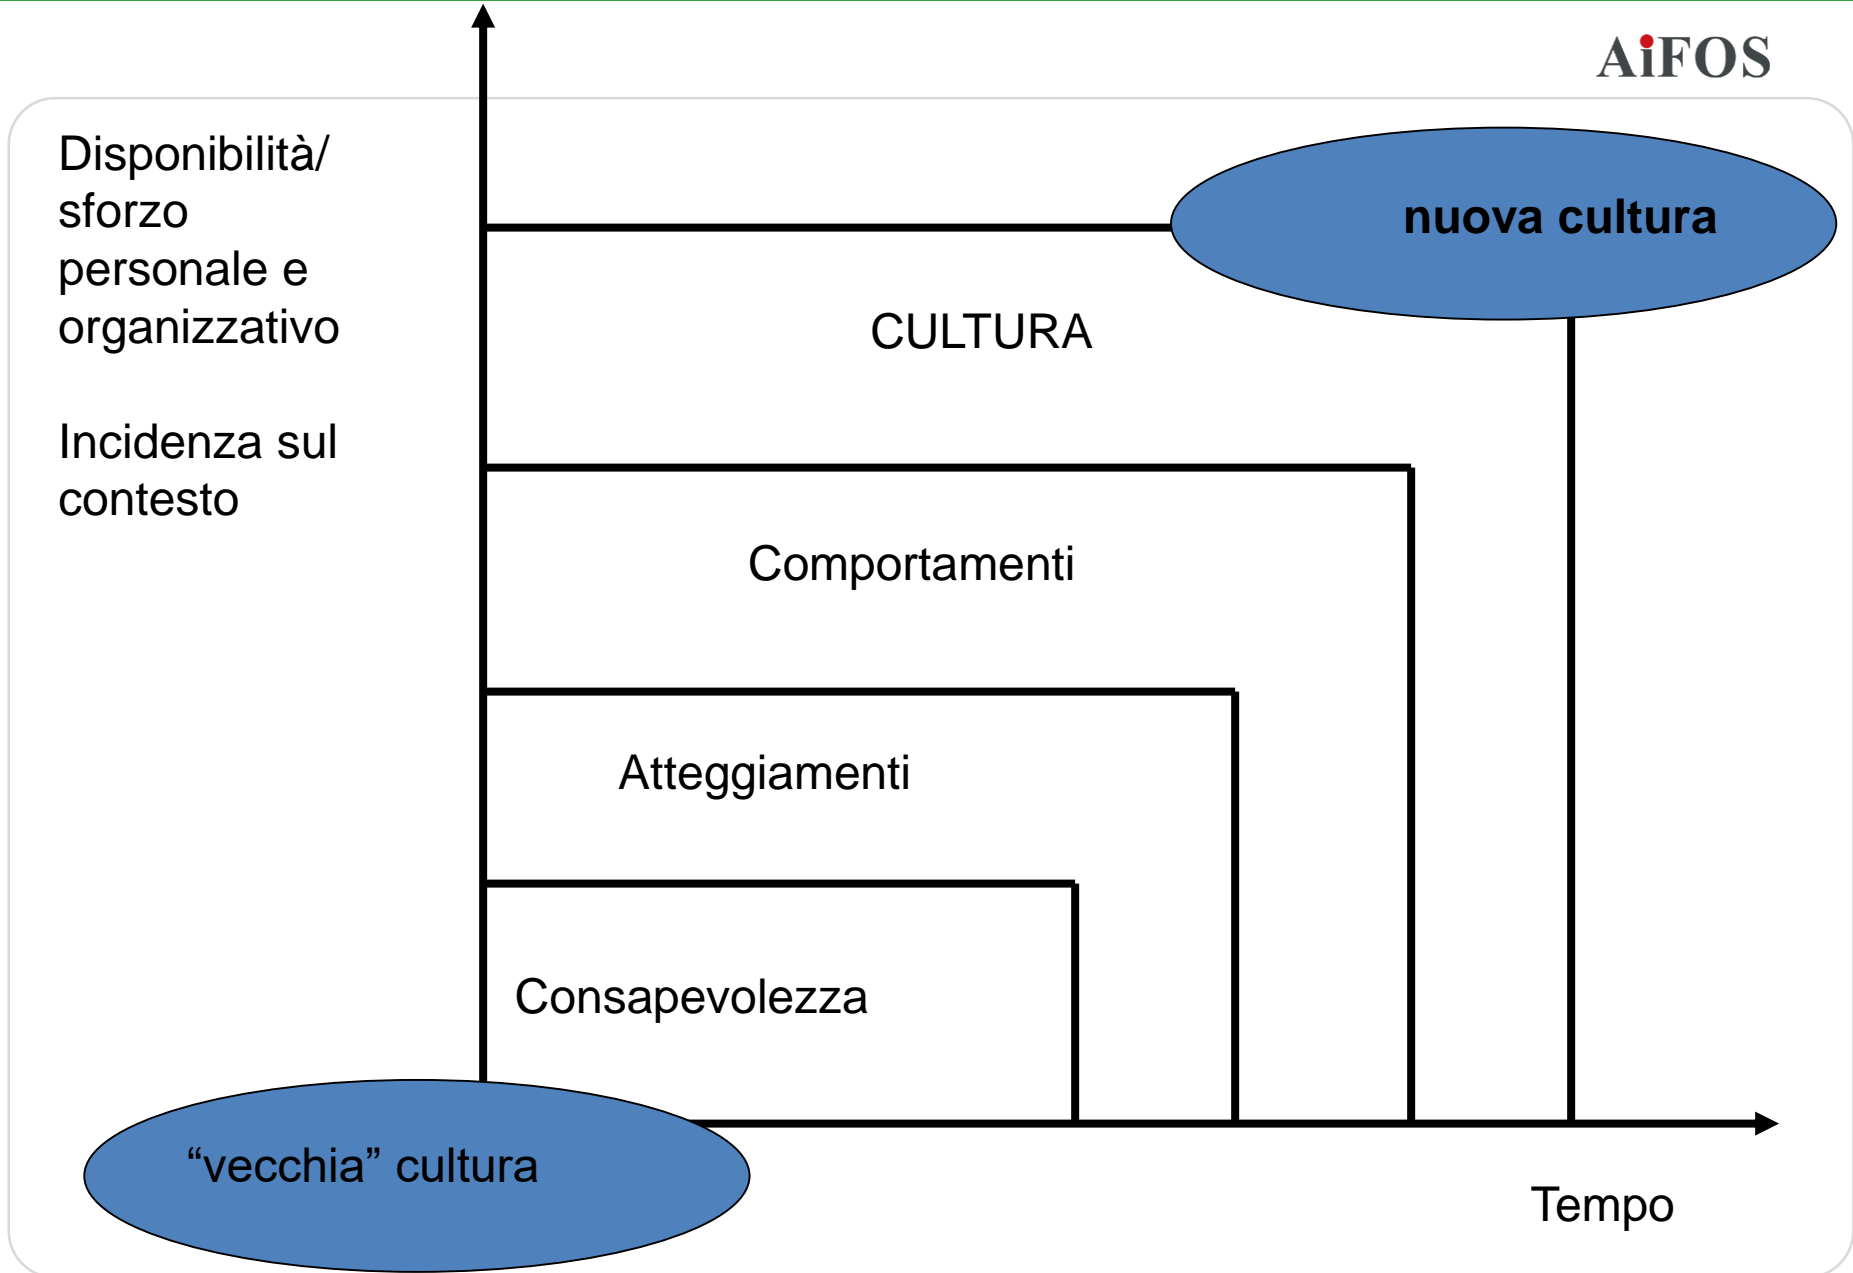 AiFOS
Disponibilità/
sforzo
personale e
organizzativo
Incidenza sul
contesto
nuova cultura
CULTURA
Comportamenti
Atteggiamenti
Consapevolezza
“vecchia” cultura
Tempo